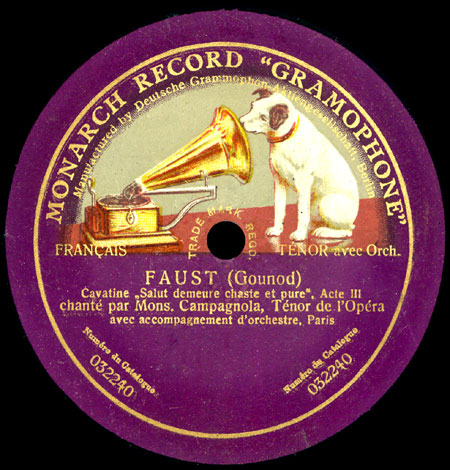 MONARCH RECORD "GRAMOPHONE"
Manufactured by Deutsche Grammophon Aktiengesellschaft Berlin
TRADE MARK REGD
FRANÇAIS
TÉNOR avec Orch.
FAUST (Gounod)
Cavatine „Salut demeure chaste et pure", Acte III
chanté par Mons. Campagnola, Ténor de l'Opéra
avec accompagnement d'orchestre, Paris
Numéro du Catalogue
032240
Numéro du Catalogue
032240